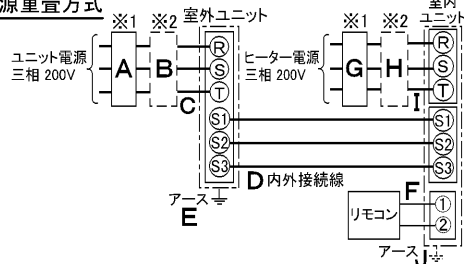 源重畳方式
※1 ※2 室外ユニット
ユニット電源
三相 200V
A B C
R
S
T
S1
S2
S3
D 内外接続線
アース
E
※1 ※2 室内
ユニット
ヒーター電源
三相 200V
G H I
R
S
T
S1
S2
S3
F
リモコン
①
②
アース J